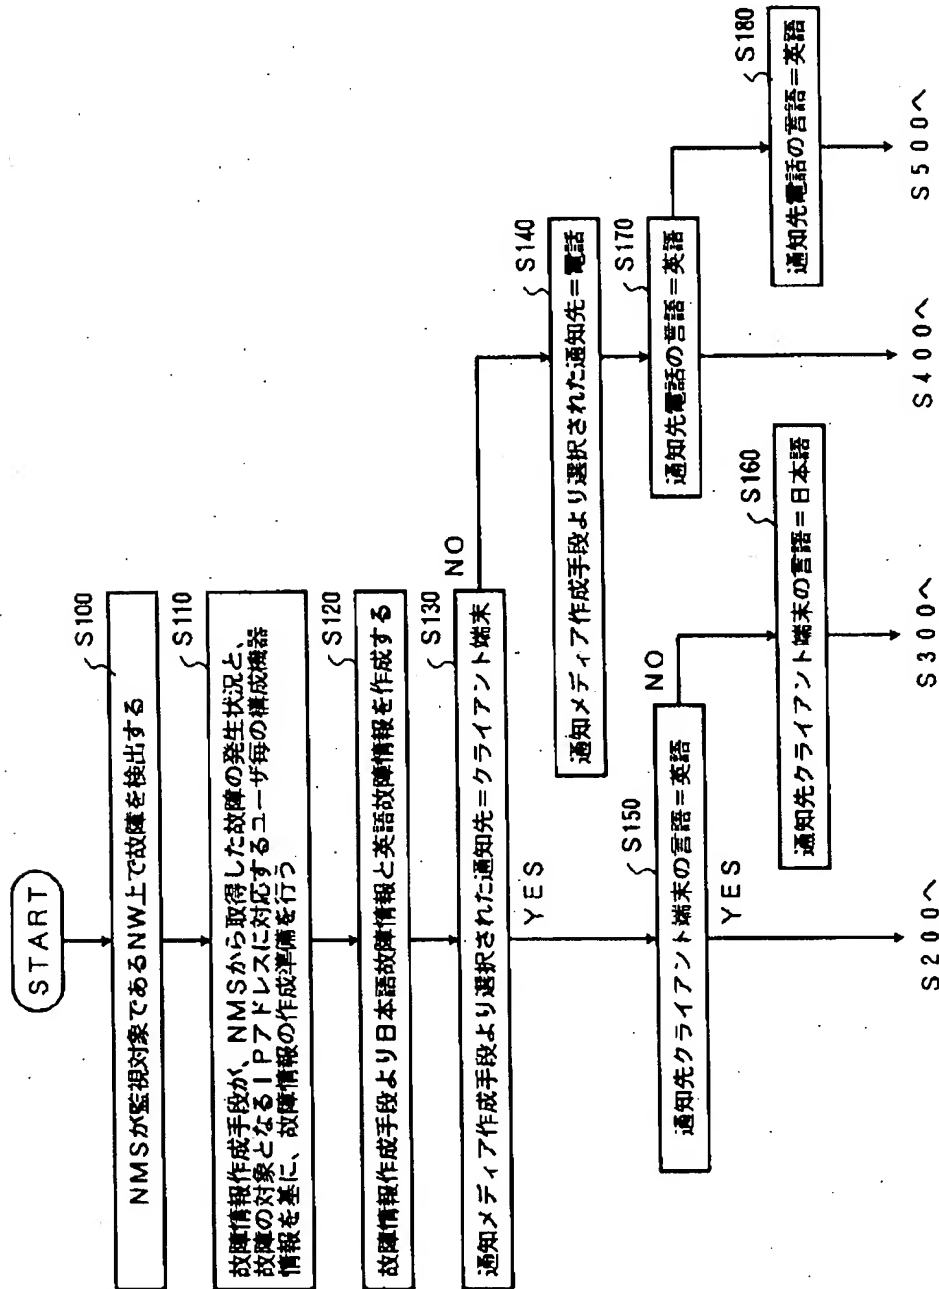 START
S100
NMSが監視対象であるNW上で故障を検出する
S110
故障情報作成手段が、NMSから取得した故障の発生状況と、
故障の対象となるIPアドレスに対応するユーザ毎の構成機器
情報を基に、故障情報の作成準備を行う
S120
故障情報作成手段より日本語故障情報と英語故障情報を作成する
S130
通知メディア作成手段より選択された通知先=クライアント端末
NO
YES
S140
通知メディア作成手段より選択された通知先=電話
S150
通知先クライアント端末の言語=英語
NO
YES
S160
通知先クライアント端末の言語=日本語
S170
通知先電話の言語=英語
S180
通知先電話の言語=英語
S200へ
S300へ
S400へ
S500へ